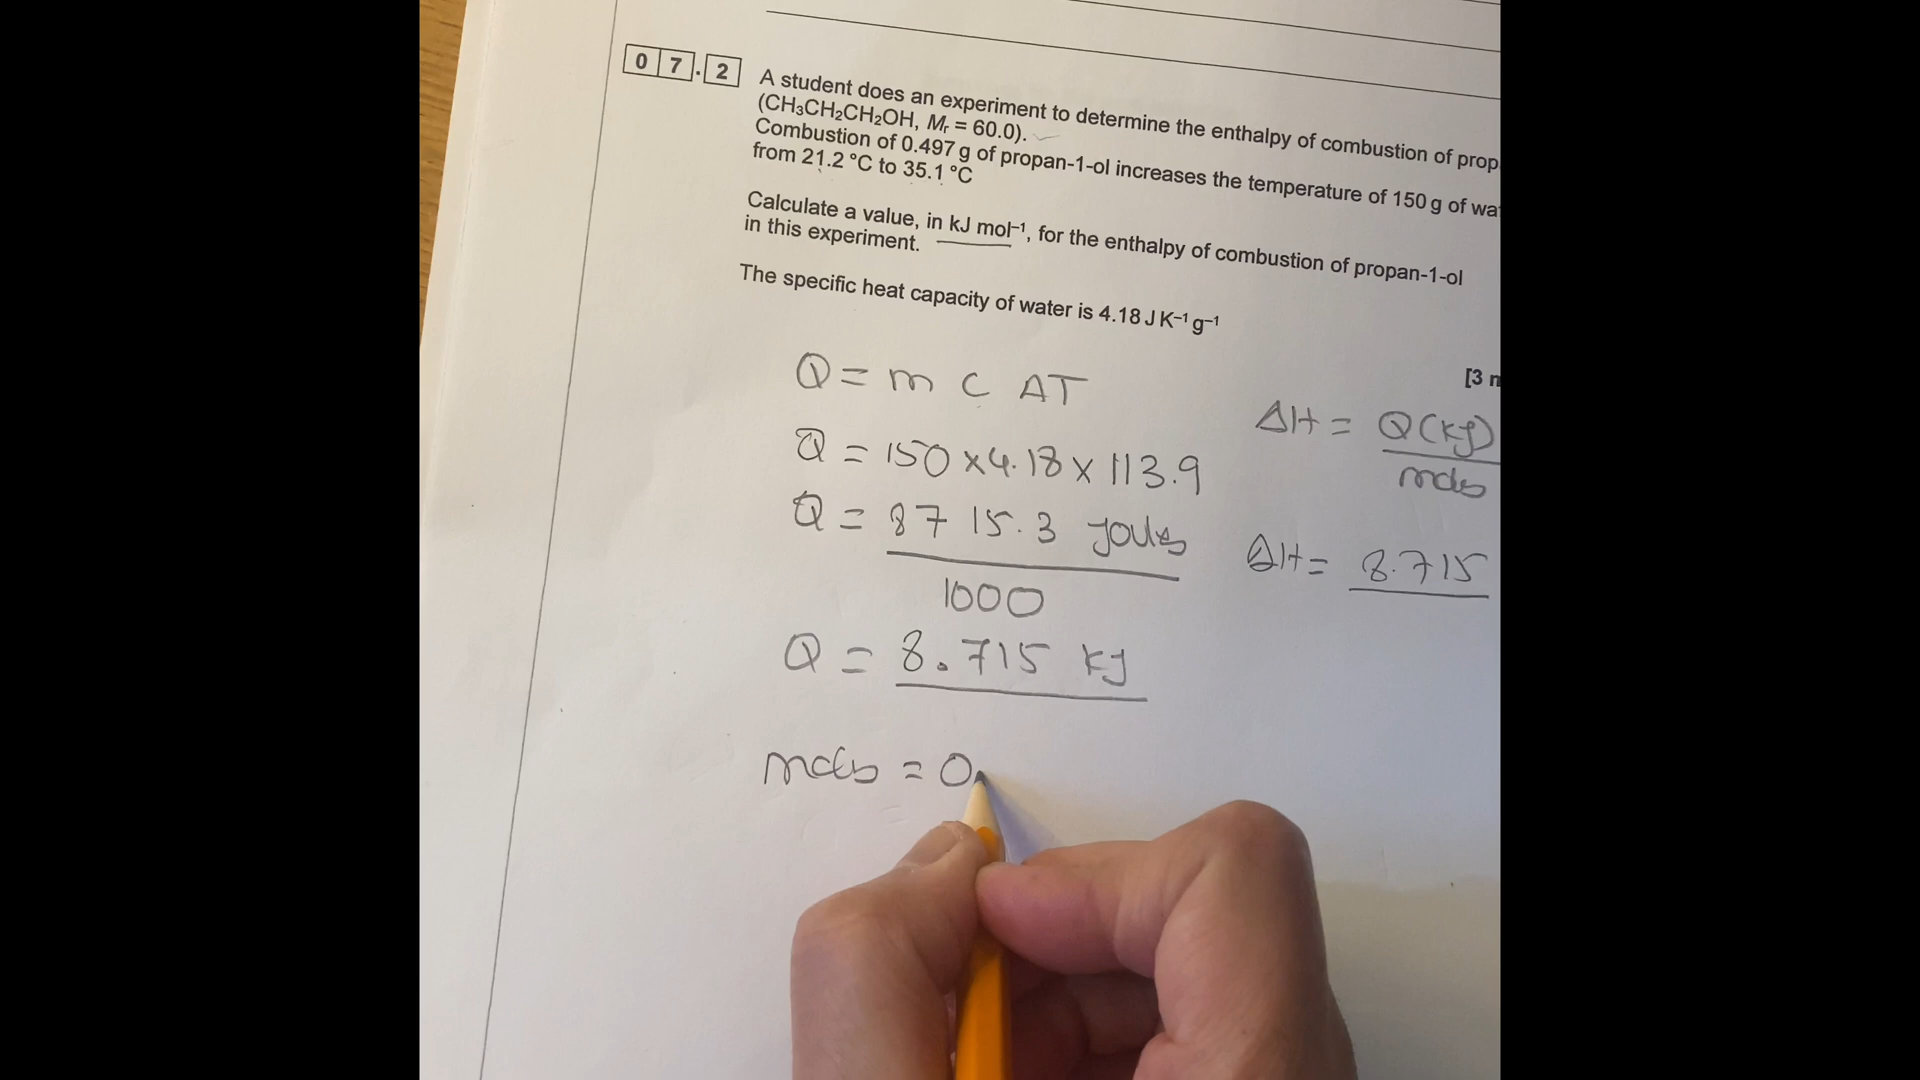 07.2
A student does an experiment to determine the enthalpy of combustion of prop
(CH₃CH₂CH₂OH, Mr = 60.0).
Combustion of 0.497 g of propan-1-ol increases the temperature of 150 g of wa
from 21.2 °C to 35.1 °C
Calculate a value, in kJ mol⁻¹, for the enthalpy of combustion of propan-1-ol
in this experiment.
The specific heat capacity of water is 4.18 J K⁻¹ g⁻¹
[3 m
Q = m C ΔT
Q = 150 x 4.18 x 113.9
Q = 8715.3 Joules
1000
Q = 8.715 KJ
moles = 0.
ΔH = Q(KJ)
moles
ΔH = 8.715